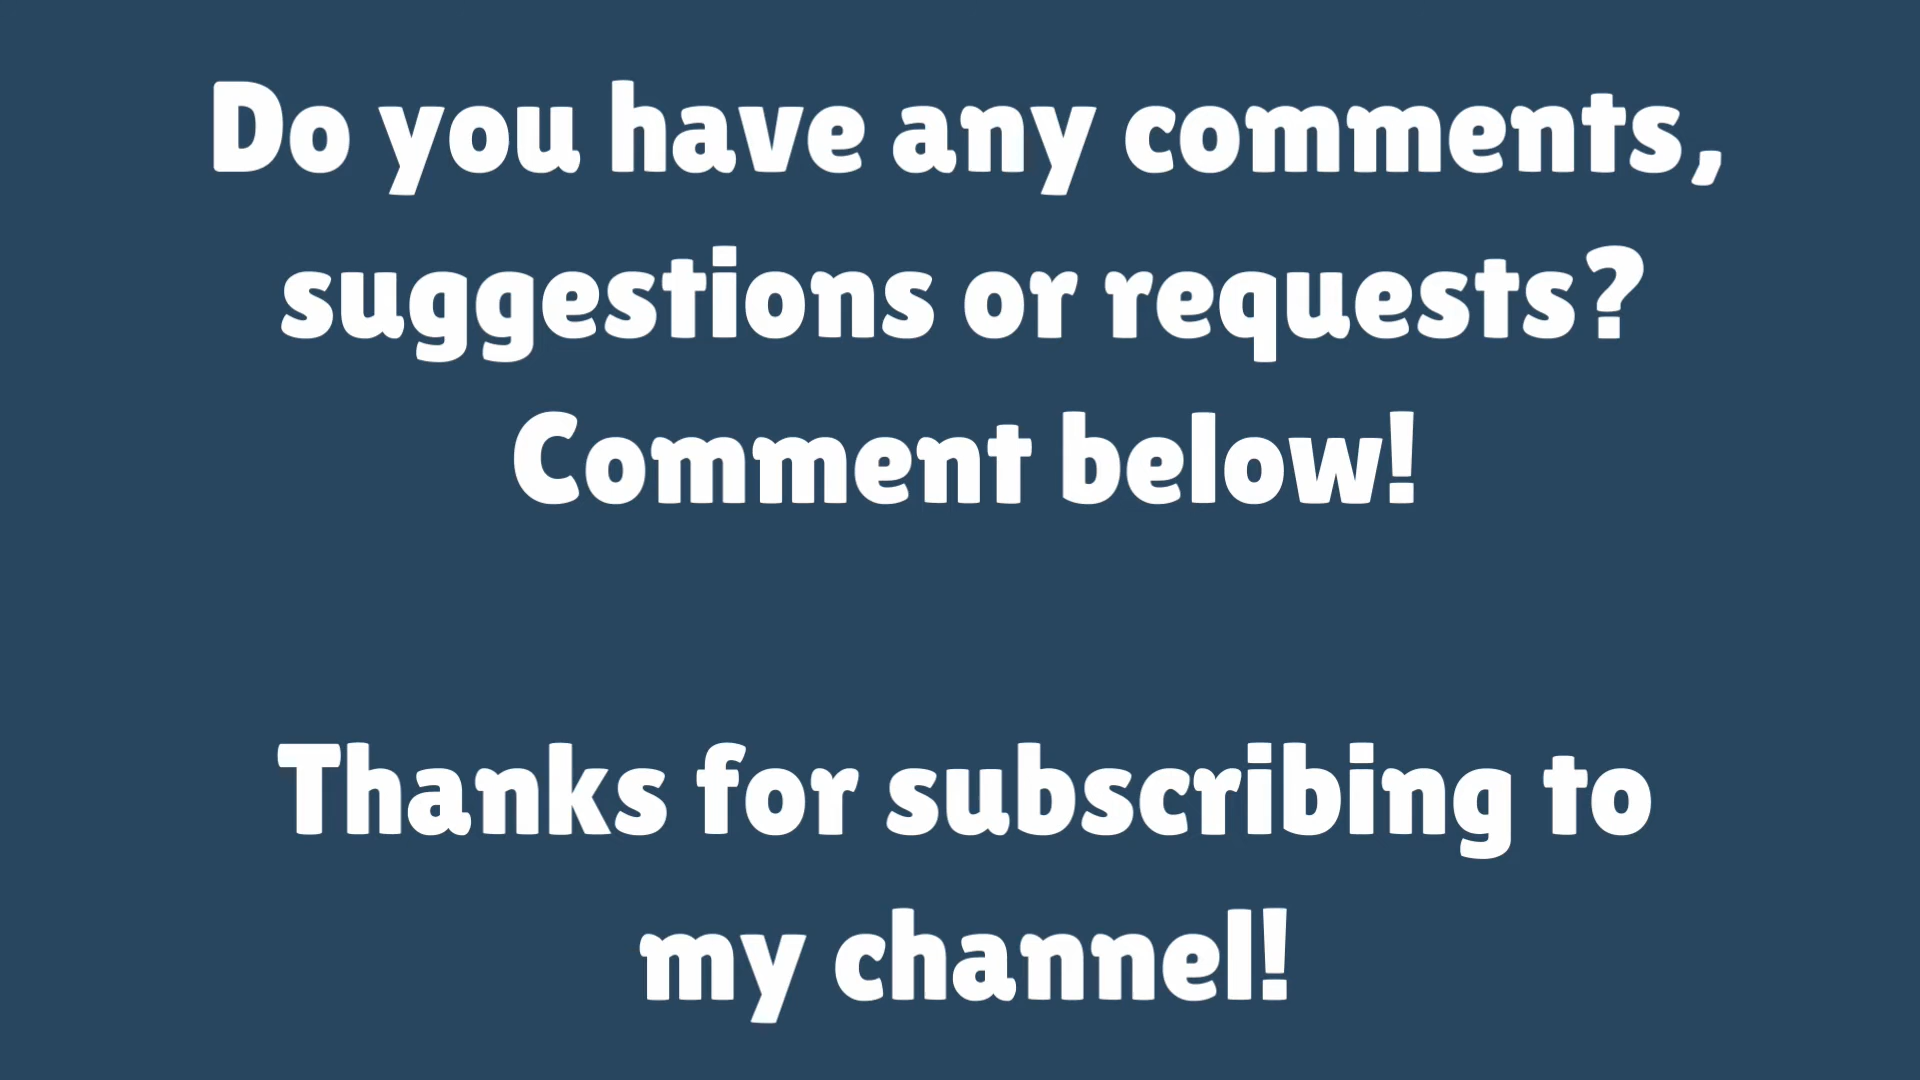 Do you have any comments,
suggestions or requests?
Comment below!
Thanks for subscribing to
my channel!